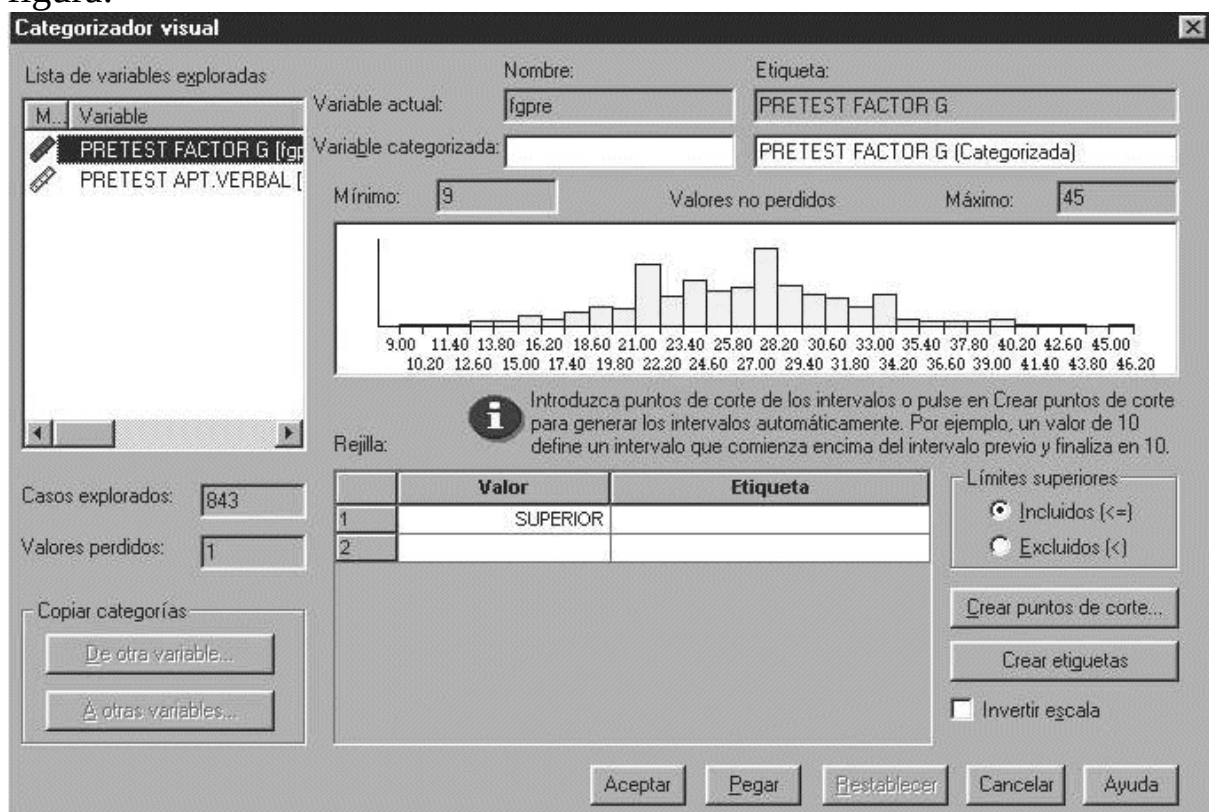 figura.
Categorizador visual
Lista de variables exploradas
M... Variable
PRETEST FACTOR G [fgp
PRETEST APT.VERBAL [
Nombre: Etiqueta:
Variable actual: fgpre PRETEST FACTOR G
Variable categorizada: PRETEST FACTOR G (Categorizada)
Mínimo: 9 Valores no perdidos Máximo: 45
9.00 11.40 13.80 16.20 18.60 21.00 23.40 25.80 28.20 30.60 33.00 35.40 37.80 40.20 42.60 45.00
10.20 12.60 15.00 17.40 19.80 22.20 24.60 27.00 29.40 31.80 34.20 36.60 39.00 41.40 43.80 46.20
Introduzca puntos de corte de los intervalos o pulse en Crear puntos de corte
para generar los intervalos automáticamente. Por ejemplo, un valor de 10
define un intervalo que comienza encima del intervalo previo y finaliza en 10.
Rejilla:
Valor Etiqueta
1 SUPERIOR
2
Casos explorados: 843
Valores perdidos: 1
Copiar categorías
De otra variable...
A otras variables...
Límites superiores
Incluidos (<=)
Excluidos (<)
Crear puntos de corte...
Crear etiquetas
Invertir escala
Aceptar Pegar Restablecer Cancelar Ayuda